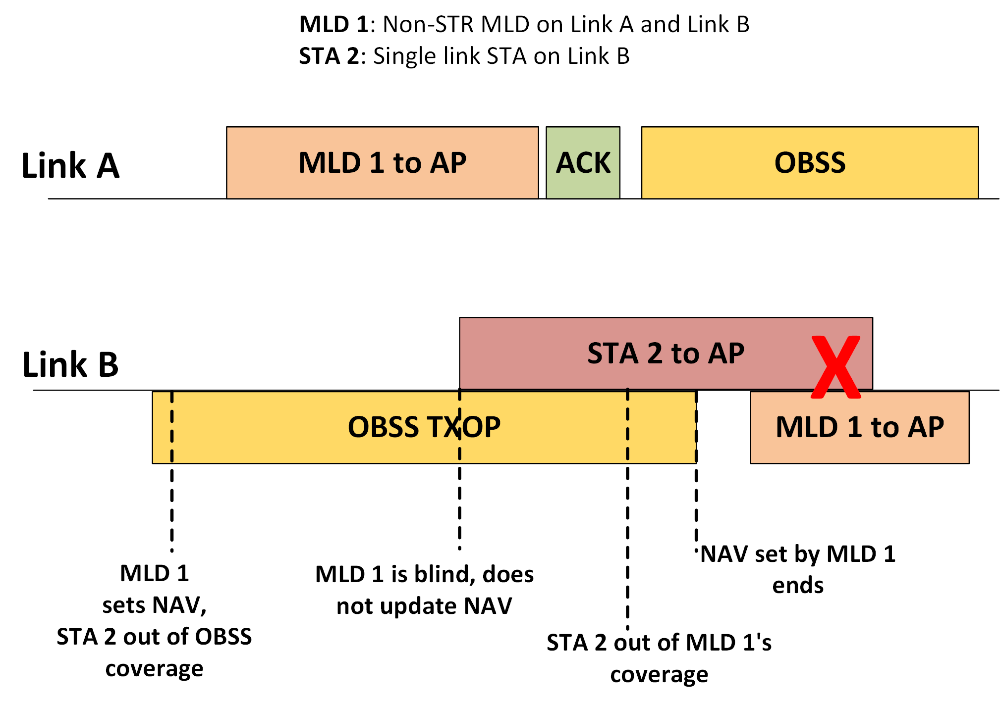 MLD 1: Non-STR MLD on Link A and Link B
STA 2: Single link STA on Link B
Link A
MLD 1 to AP
ACK
OBSS
Link B
STA 2 to AP
X
OBSS TXOP
MLD 1 to AP
MLD 1
sets NAV,
STA 2 out of OBSS
coverage
MLD 1 is blind, does
not update NAV
STA 2 out of MLD 1's
coverage
NAV set by MLD 1
ends